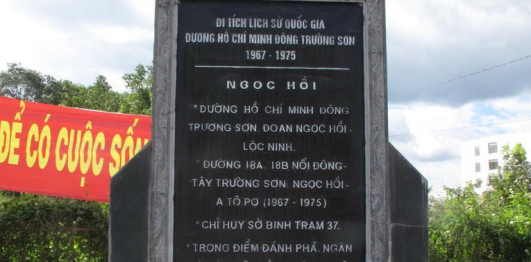 DI TÍCH LỊCH SỬ QUỐC GIA
ĐƯỜNG HỒ CHÍ MINH ĐÔNG TRƯỜNG SƠN
1967 - 1975
NGỌC HỒI
* ĐƯỜNG HỒ CHÍ MINH ĐÔNG
TRƯỜNG SƠN: ĐOẠN NGỌC HỒI -
LỘC NINH.
* ĐƯỜNG 18A, 18B NỐI ĐÔNG-
TÂY TRƯỜNG SƠN: NGỌC HỒI -
A TÔ PƠ (1967 - 1975)
* CHỈ HUY SỞ BINH TRẠM 37.
* TRỌNG ĐIỂM ĐÁNH PHÁ, NGĂN
ĐỂ CÓ CUỘC SỐN